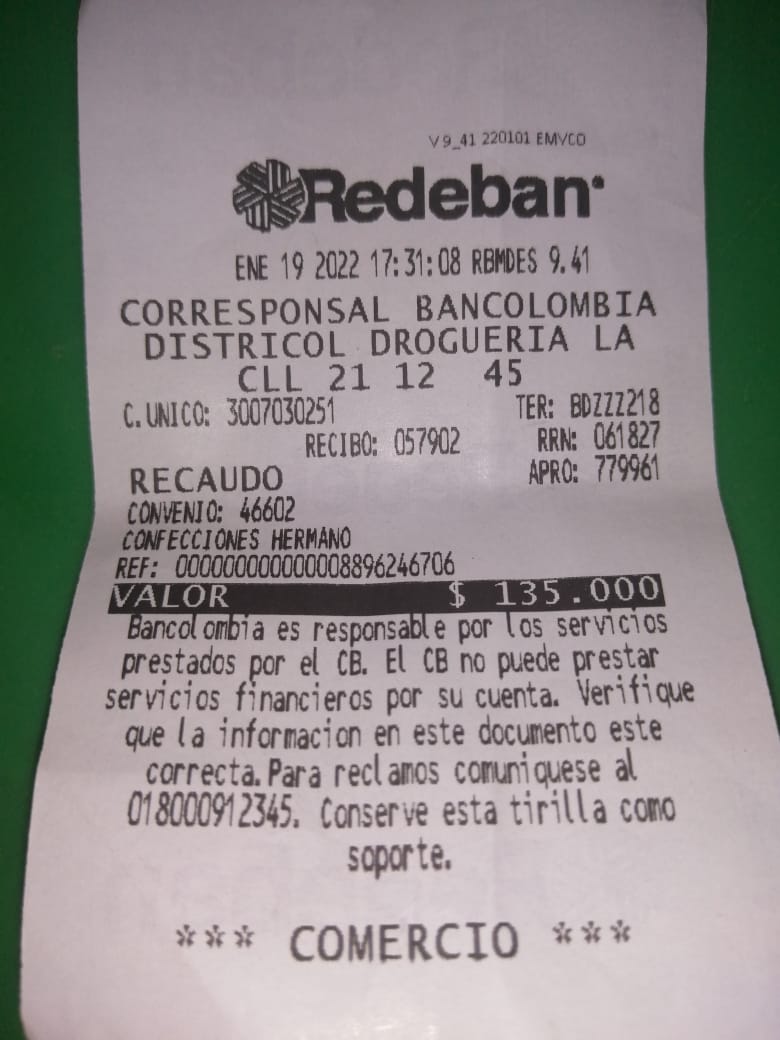 V9_41 220101 EMVCO
Redeban
ENE 19 2022 17:31:08 RBMDES 9.41
CORRESPONSAL BANCOLOMBIA
DISTRICOL DROGUERIA LA
CLL 21 12 45
C.UNICO: 3007030251 TER: BDZZZ218
RECIBO: 057902 RRN: 061827
RECAUDO APRO: 779961
CONVENIO: 46602
CONFECCIONES HERMANO
REF: 000000000000008896246706
VALOR $ 135.000
Bancolombia es responsable por los servicios
prestados por el CB. El CB no puede prestar
servicios financieros por su cuenta. Verifique
que la informacion en este documento este
correcta.Para reclamos comuniquese al
018000912345. Conserve esta tirilla como
soporte.
*** COMERCIO ***